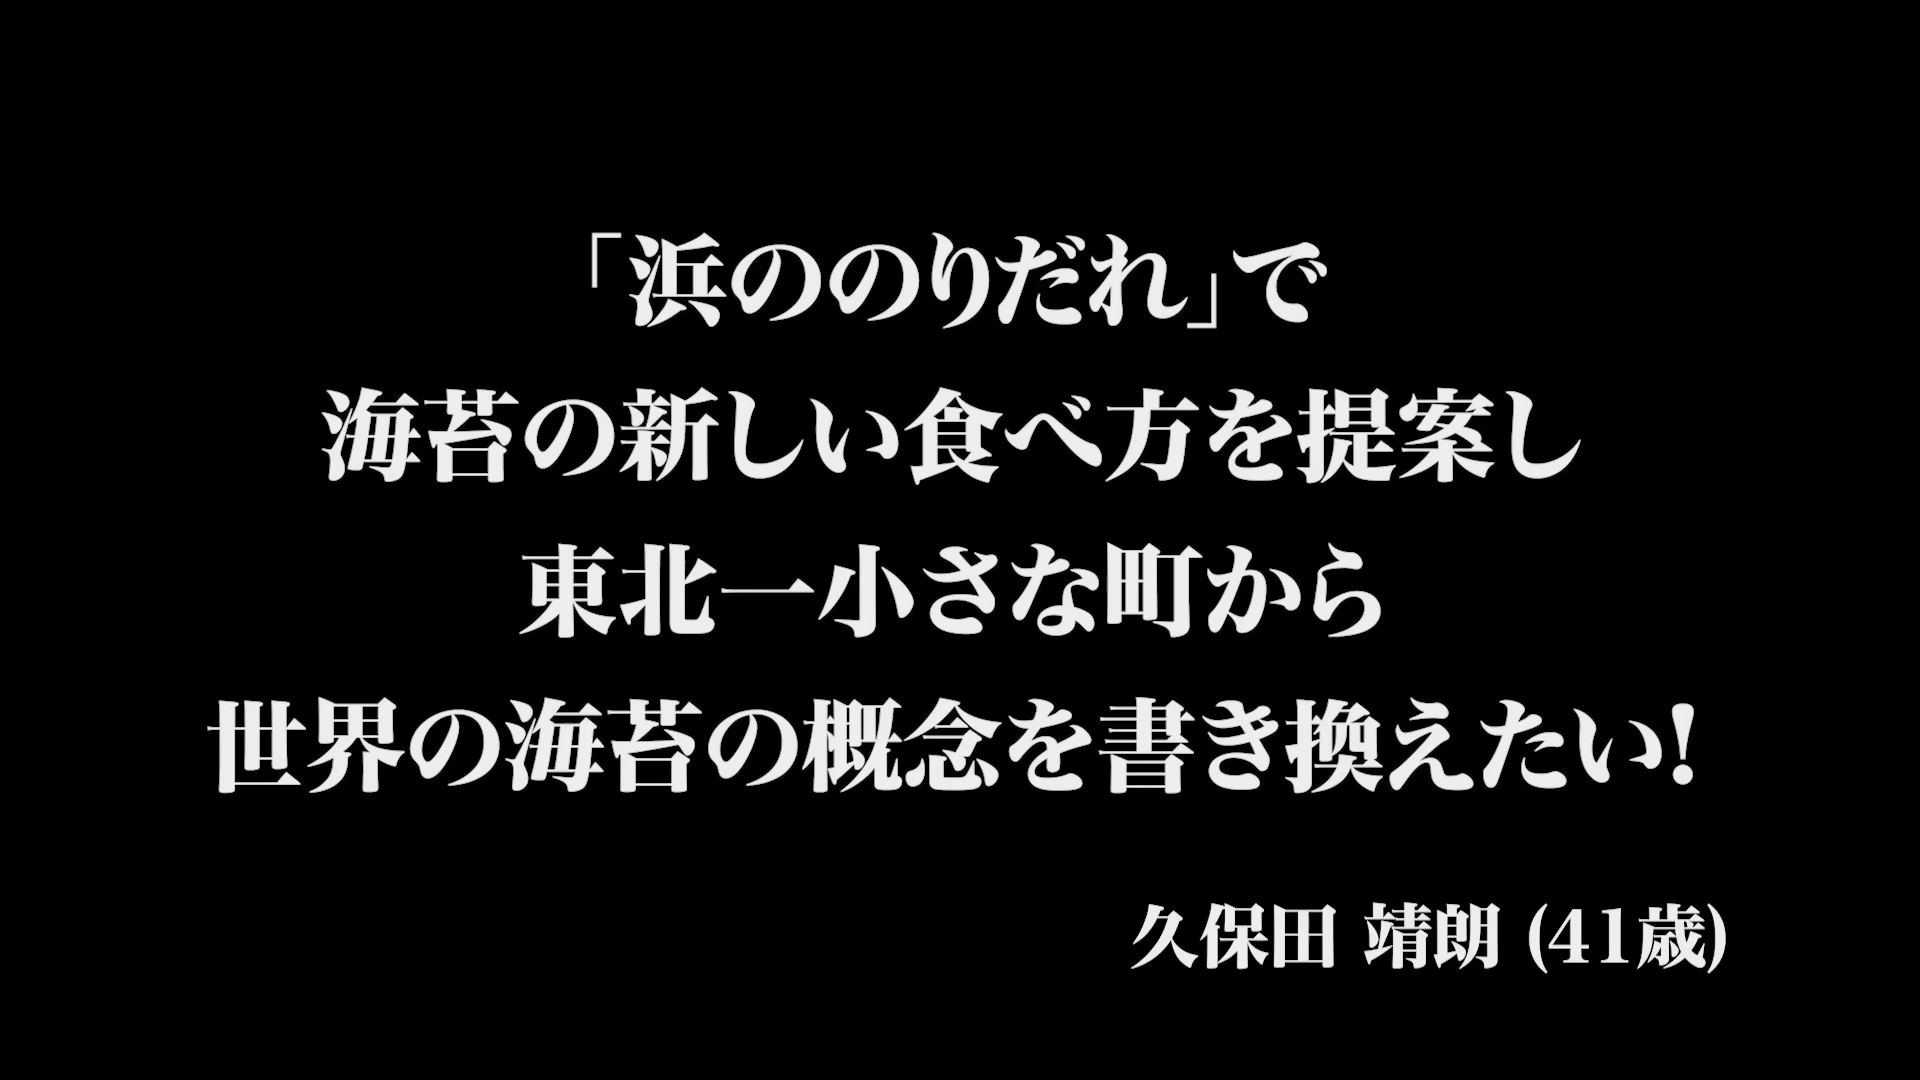 「浜ののりだれ」で
海苔の新しい食べ方を提案し
東北一小さな町から
世界の海苔の概念を書き換えたい!
久保田 靖朗 (41歳)